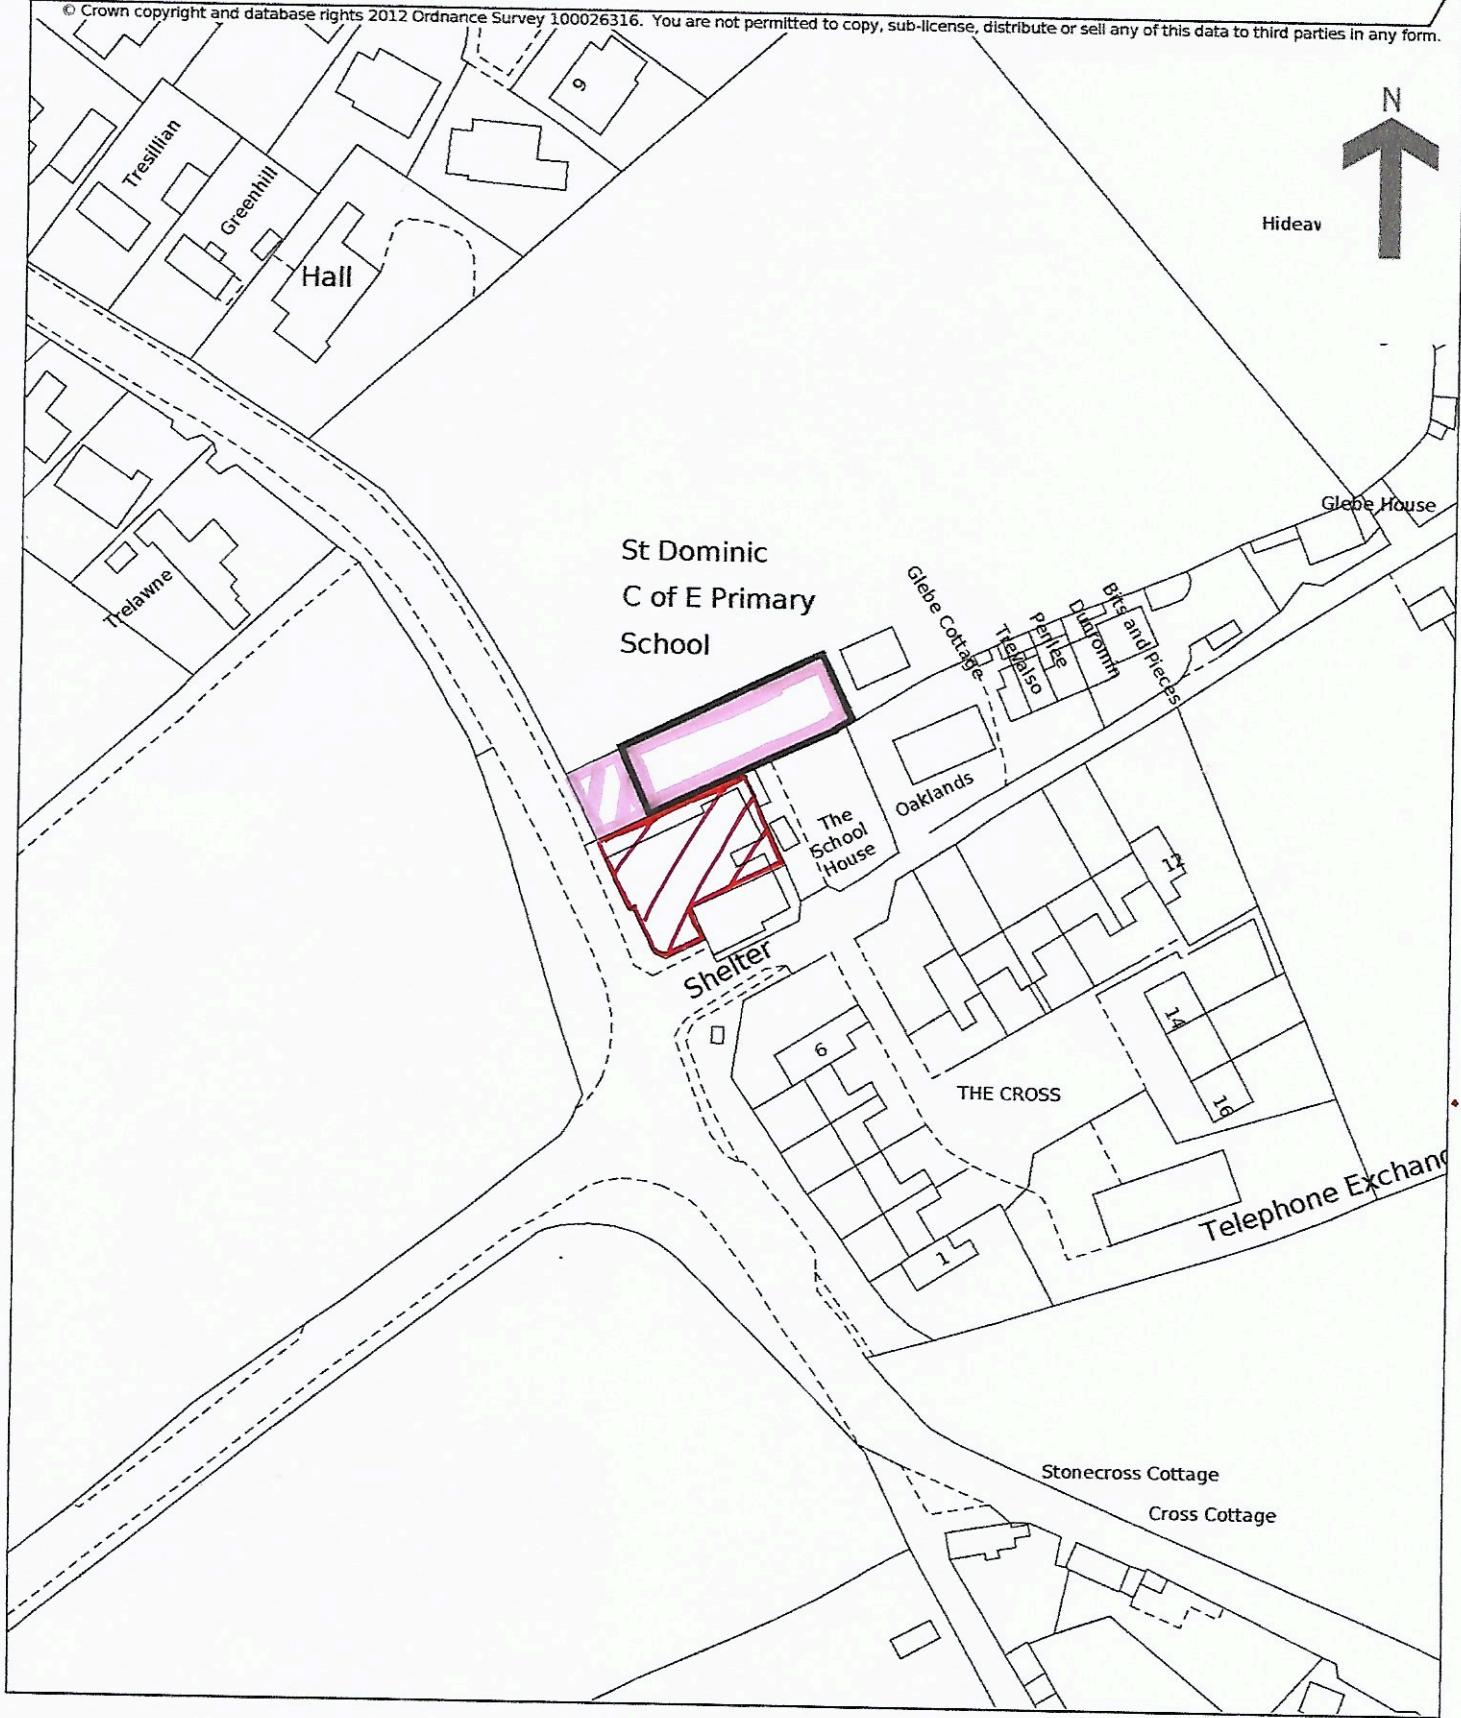 © Crown copyright and database rights 2012 Ordnance Survey 100026316. You are not permitted to copy, sub-license, distribute or sell any of this data to third parties in any form.
N
9
Tresillian
Greenhill
Hall
Hideav
Glebe House
St Dominic
C of E Primary
School
Trelawne
Glebe Cottage
Trevalso
Penlee
Dunromin
Bits and Pieces
Oaklands
The
School
House
12
Shelter
14
6
THE CROSS
16
Telephone Exchang
1
Stonecross Cottage
Cross Cottage